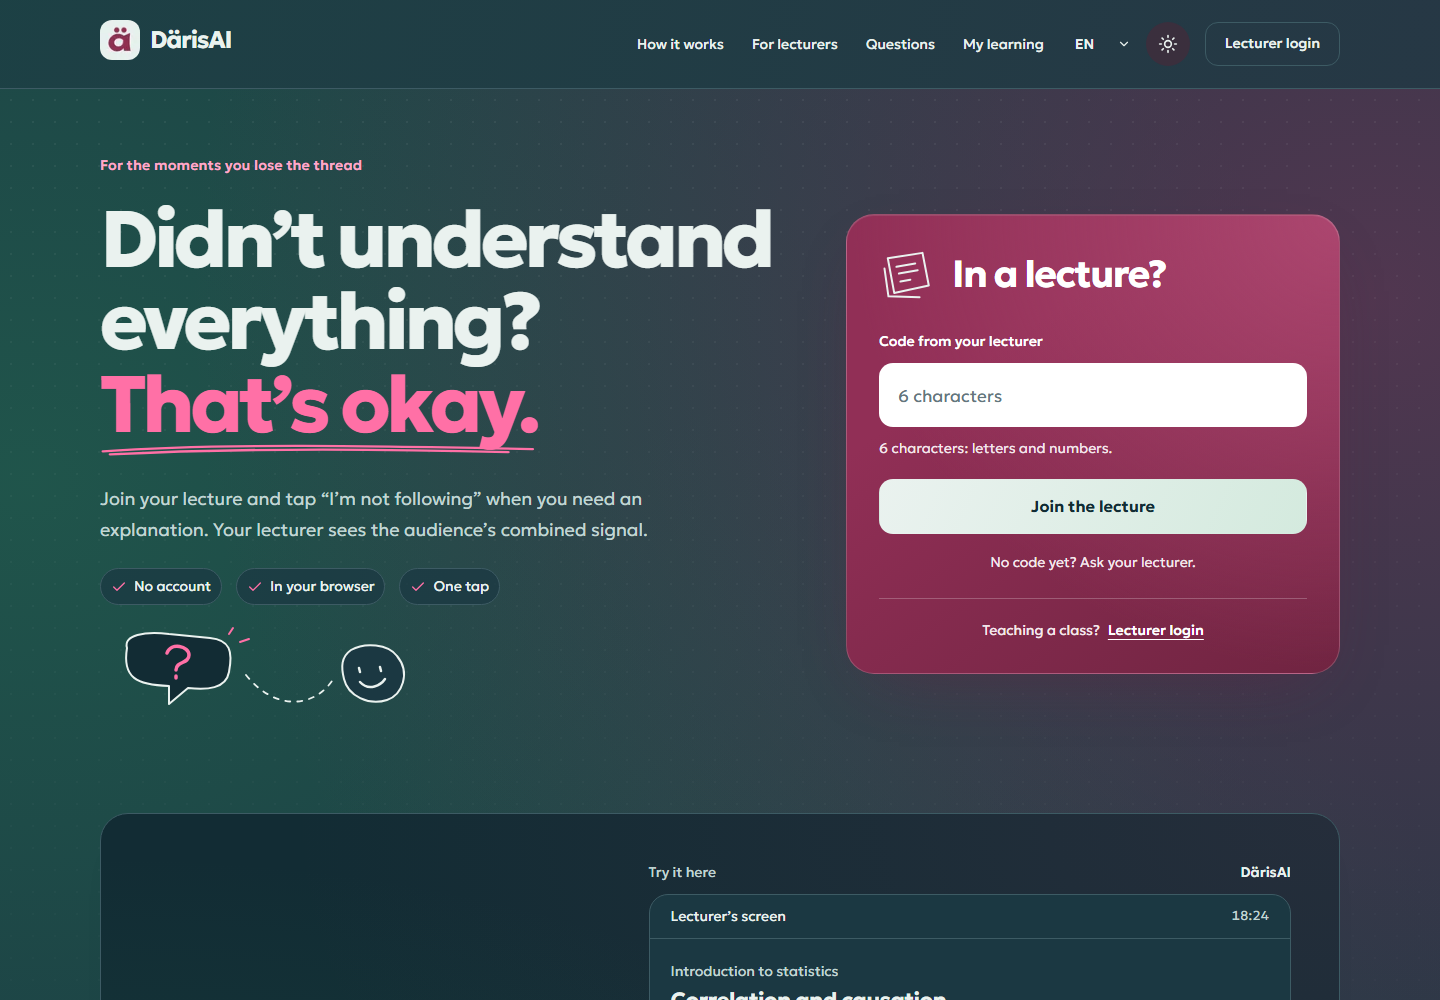 ä DärisAI
How it works
For lecturers
Questions
My learning
EN
Lecturer login
For the moments you lose the thread
Didn’t understand
everything?
That’s okay.
Join your lecture and tap “I’m not following” when you need an
explanation. Your lecturer sees the audience’s combined signal.
No account
In your browser
One tap
?
In a lecture?
Code from your lecturer
6 characters
6 characters: letters and numbers.
Join the lecture
No code yet? Ask your lecturer.
Teaching a class? Lecturer login
Try it here
DärisAI
Lecturer’s screen
18:24
Introduction to statistics
Correlation and causation